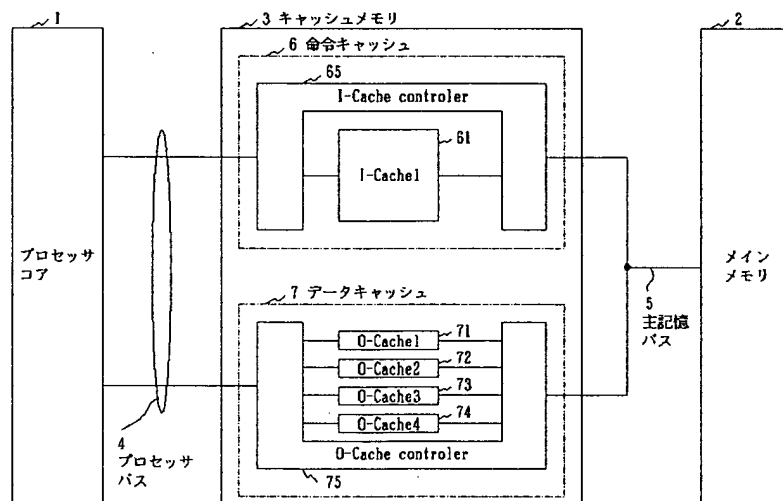 1
3 キャッシュメモリ
2
6 命令キャッシュ
65
I-Cache controler
61
I-Cache1
プロセッサ
コア
メイン
メモリ
5
主記憶
バス
7 データキャッシュ
71
O-Cache1
72
O-Cache2
73
O-Cache3
74
O-Cache4
O-Cache controler
75
4
プロセッサ
バス